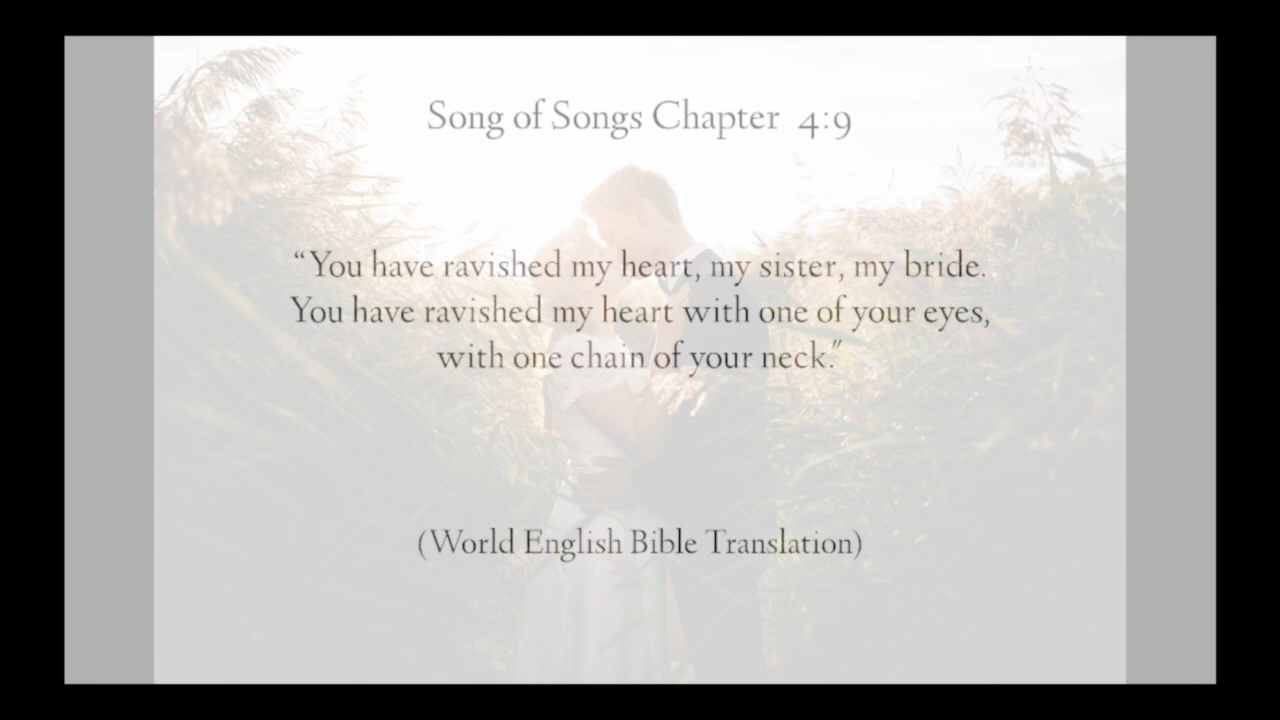 Song of Songs Chapter 4:9
“You have ravished my heart, my sister, my bride.
You have ravished my heart with one of your eyes,
with one chain of your neck."
(World English Bible Translation)